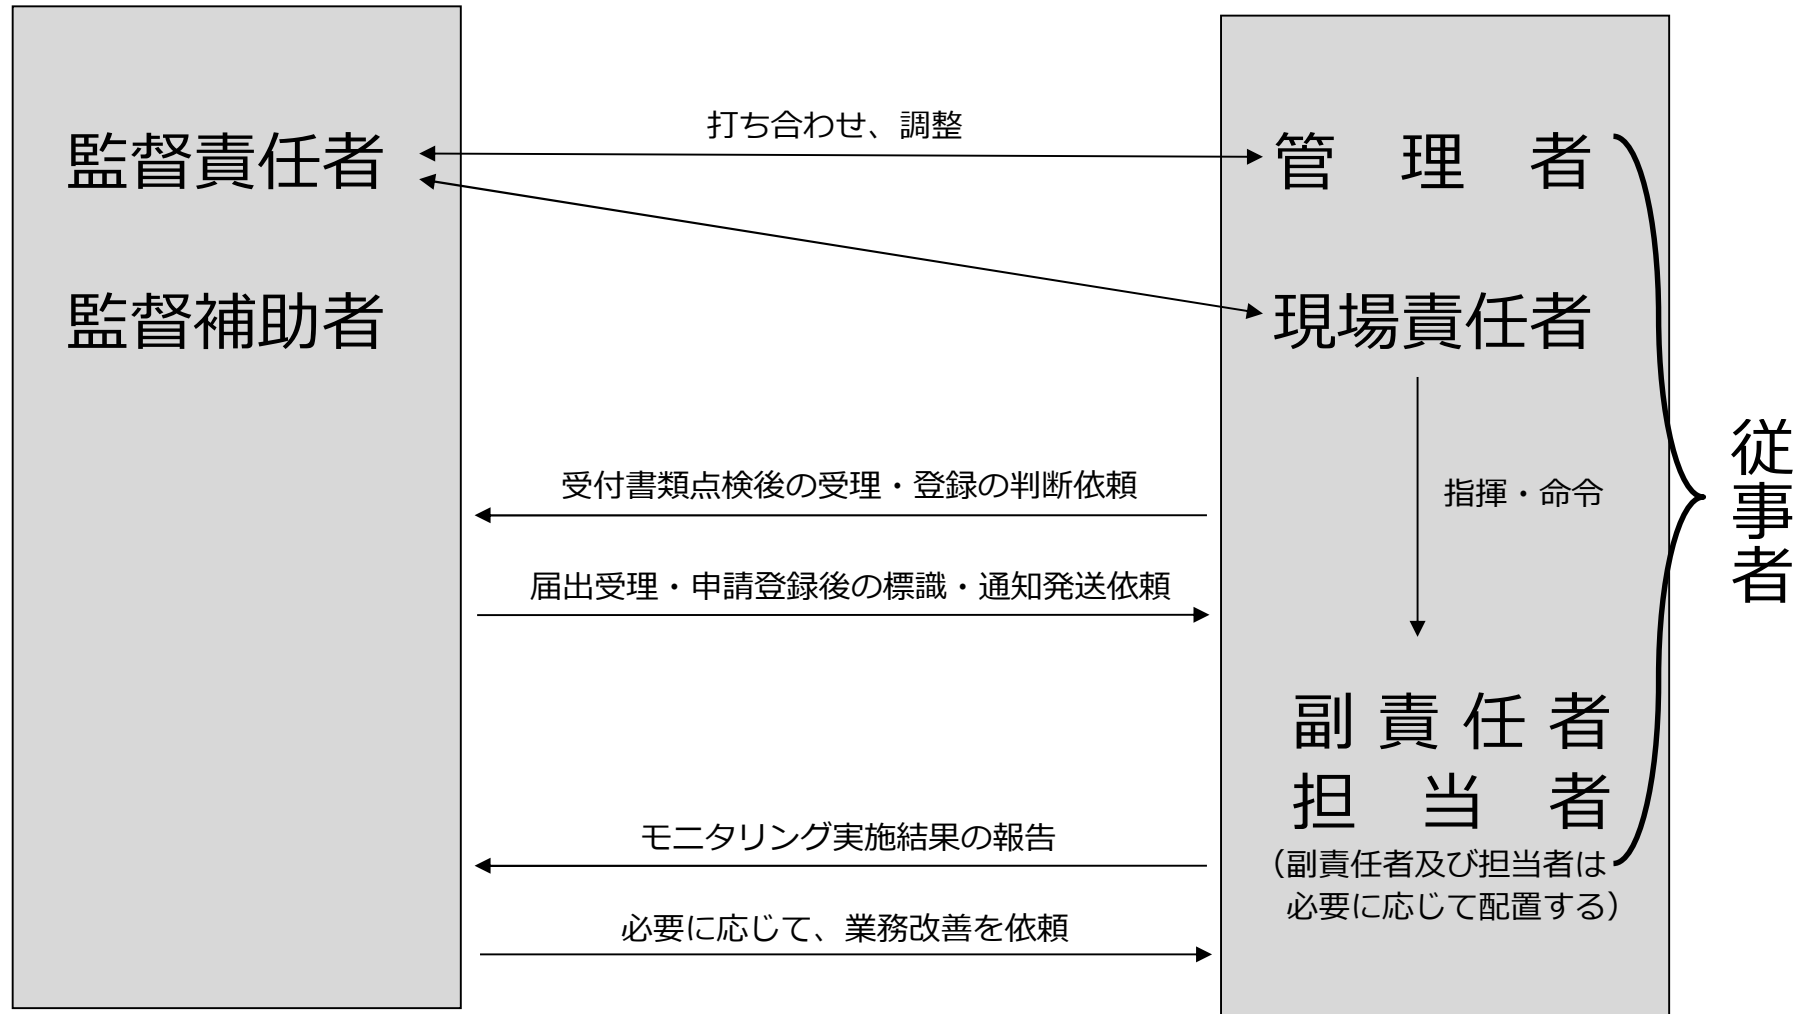 監督責任者
監督補助者
打ち合わせ、調整
受付書類点検後の受理・登録の判断依頼
届出受理・申請登録後の標識・通知発送依頼
モニタリング実施結果の報告
必要に応じて、業務改善を依頼
管　理　者
現場責任者
指揮・命令
副責任者
担　当　者
（副責任者及び担当者は
必要に応じて配置する）
従事者